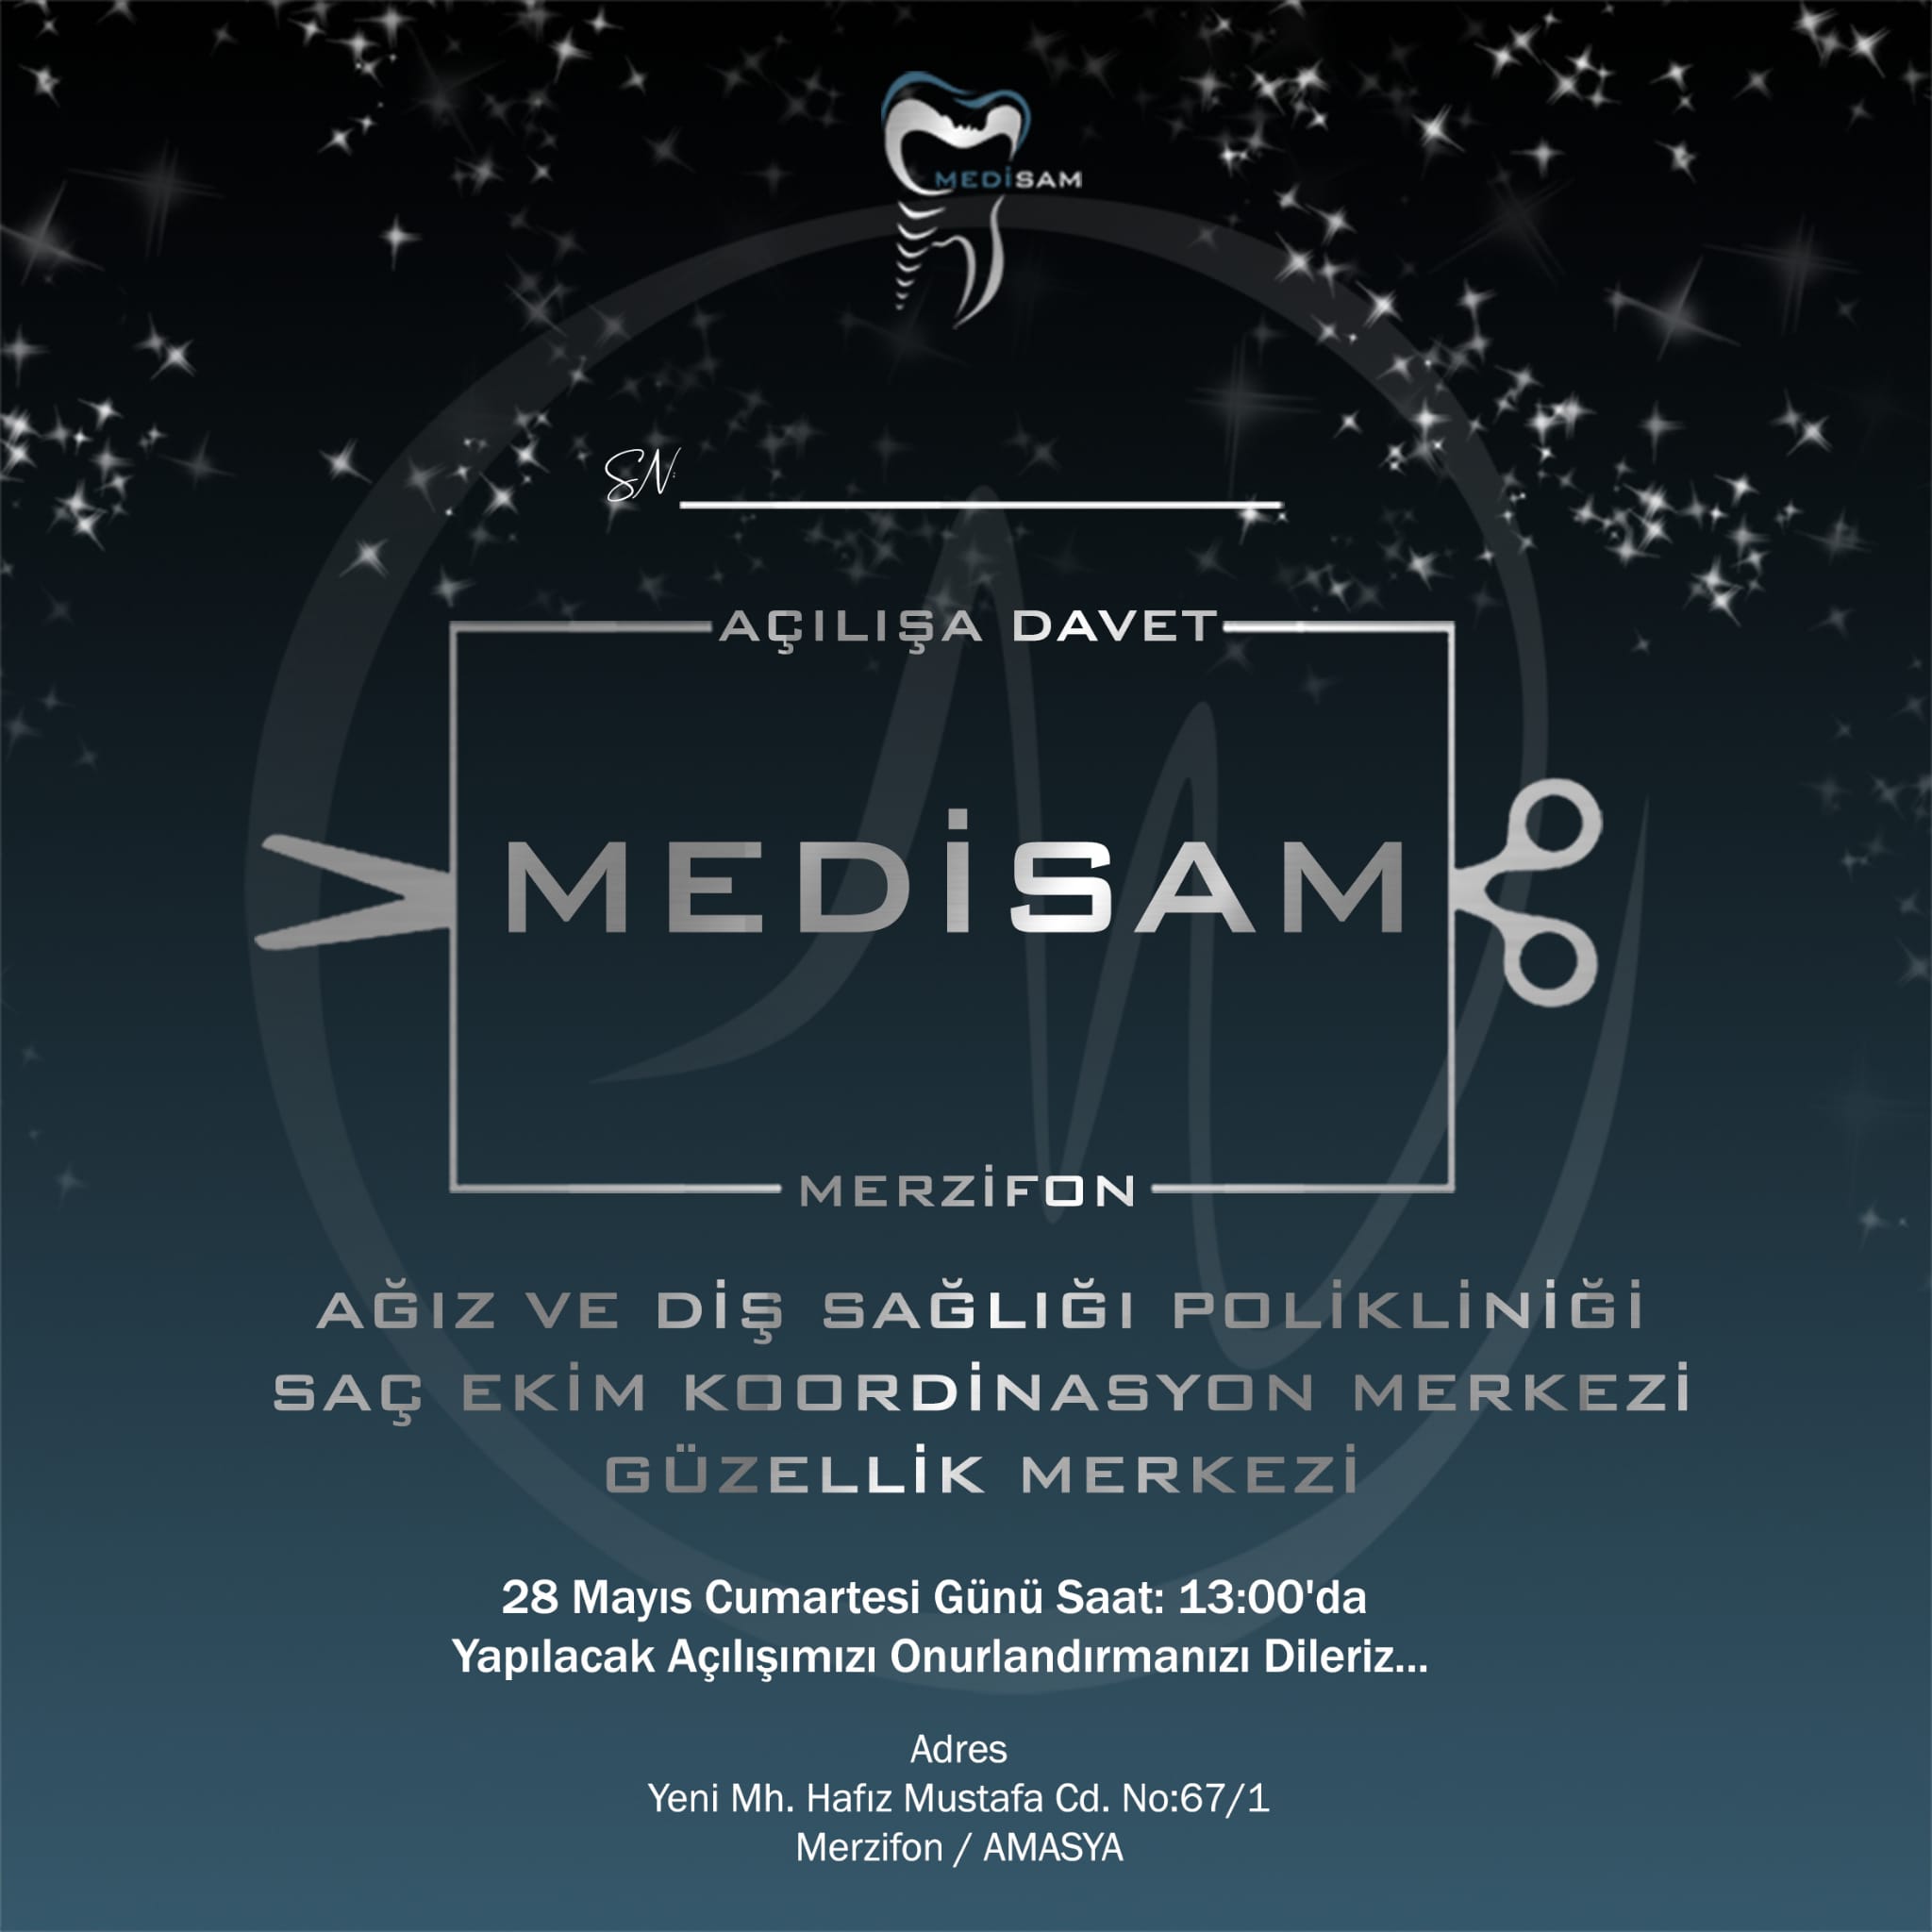 MEDİSAM
SN:
AÇILIŞA DAVET
MEDİSAM
MERZİFON
AĞIZ VE DİŞ SAĞLIĞI POLİKLİNİĞİ
SAÇ EKİM KOORDİNASYON MERKEZİ
GÜZELLİK MERKEZİ
28 Mayıs Cumartesi Günü Saat: 13:00'da
Yapılacak Açılışımızı Onurlandırmanızı Dileriz...
Adres
Yeni Mh. Hafız Mustafa Cd. No:67/1
Merzifon / AMASYA